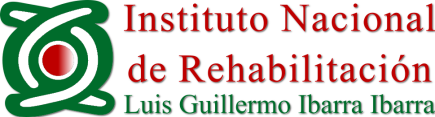 Instituto Nacional
de Rehabilitación
Luis Guillermo Ibarra Ibarra